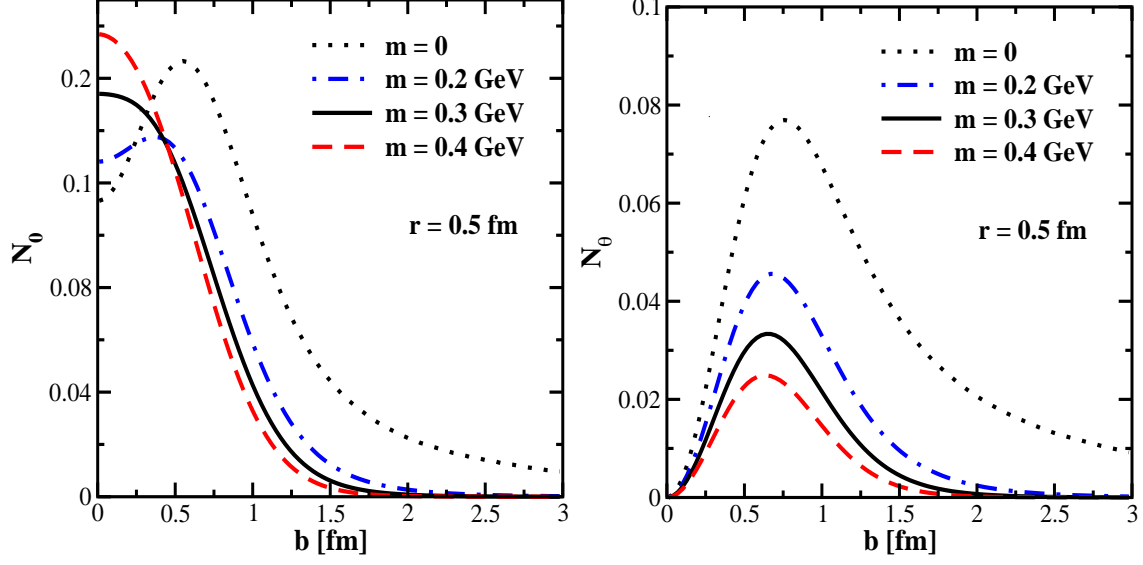 m = 0
m = 0.2 GeV
m = 0.3 GeV
m = 0.4 GeV
r = 0.5 fm
N0
0.2
0.1
0.08
0.04
0
0 0.5 1 1.5 2 2.5 3
b [fm]
m = 0
m = 0.2 GeV
m = 0.3 GeV
m = 0.4 GeV
r = 0.5 fm
Nθ
0.1
0.08
0.06
0.04
0.02
0
0 0.5 1 1.5 2 2.5 3
b [fm]